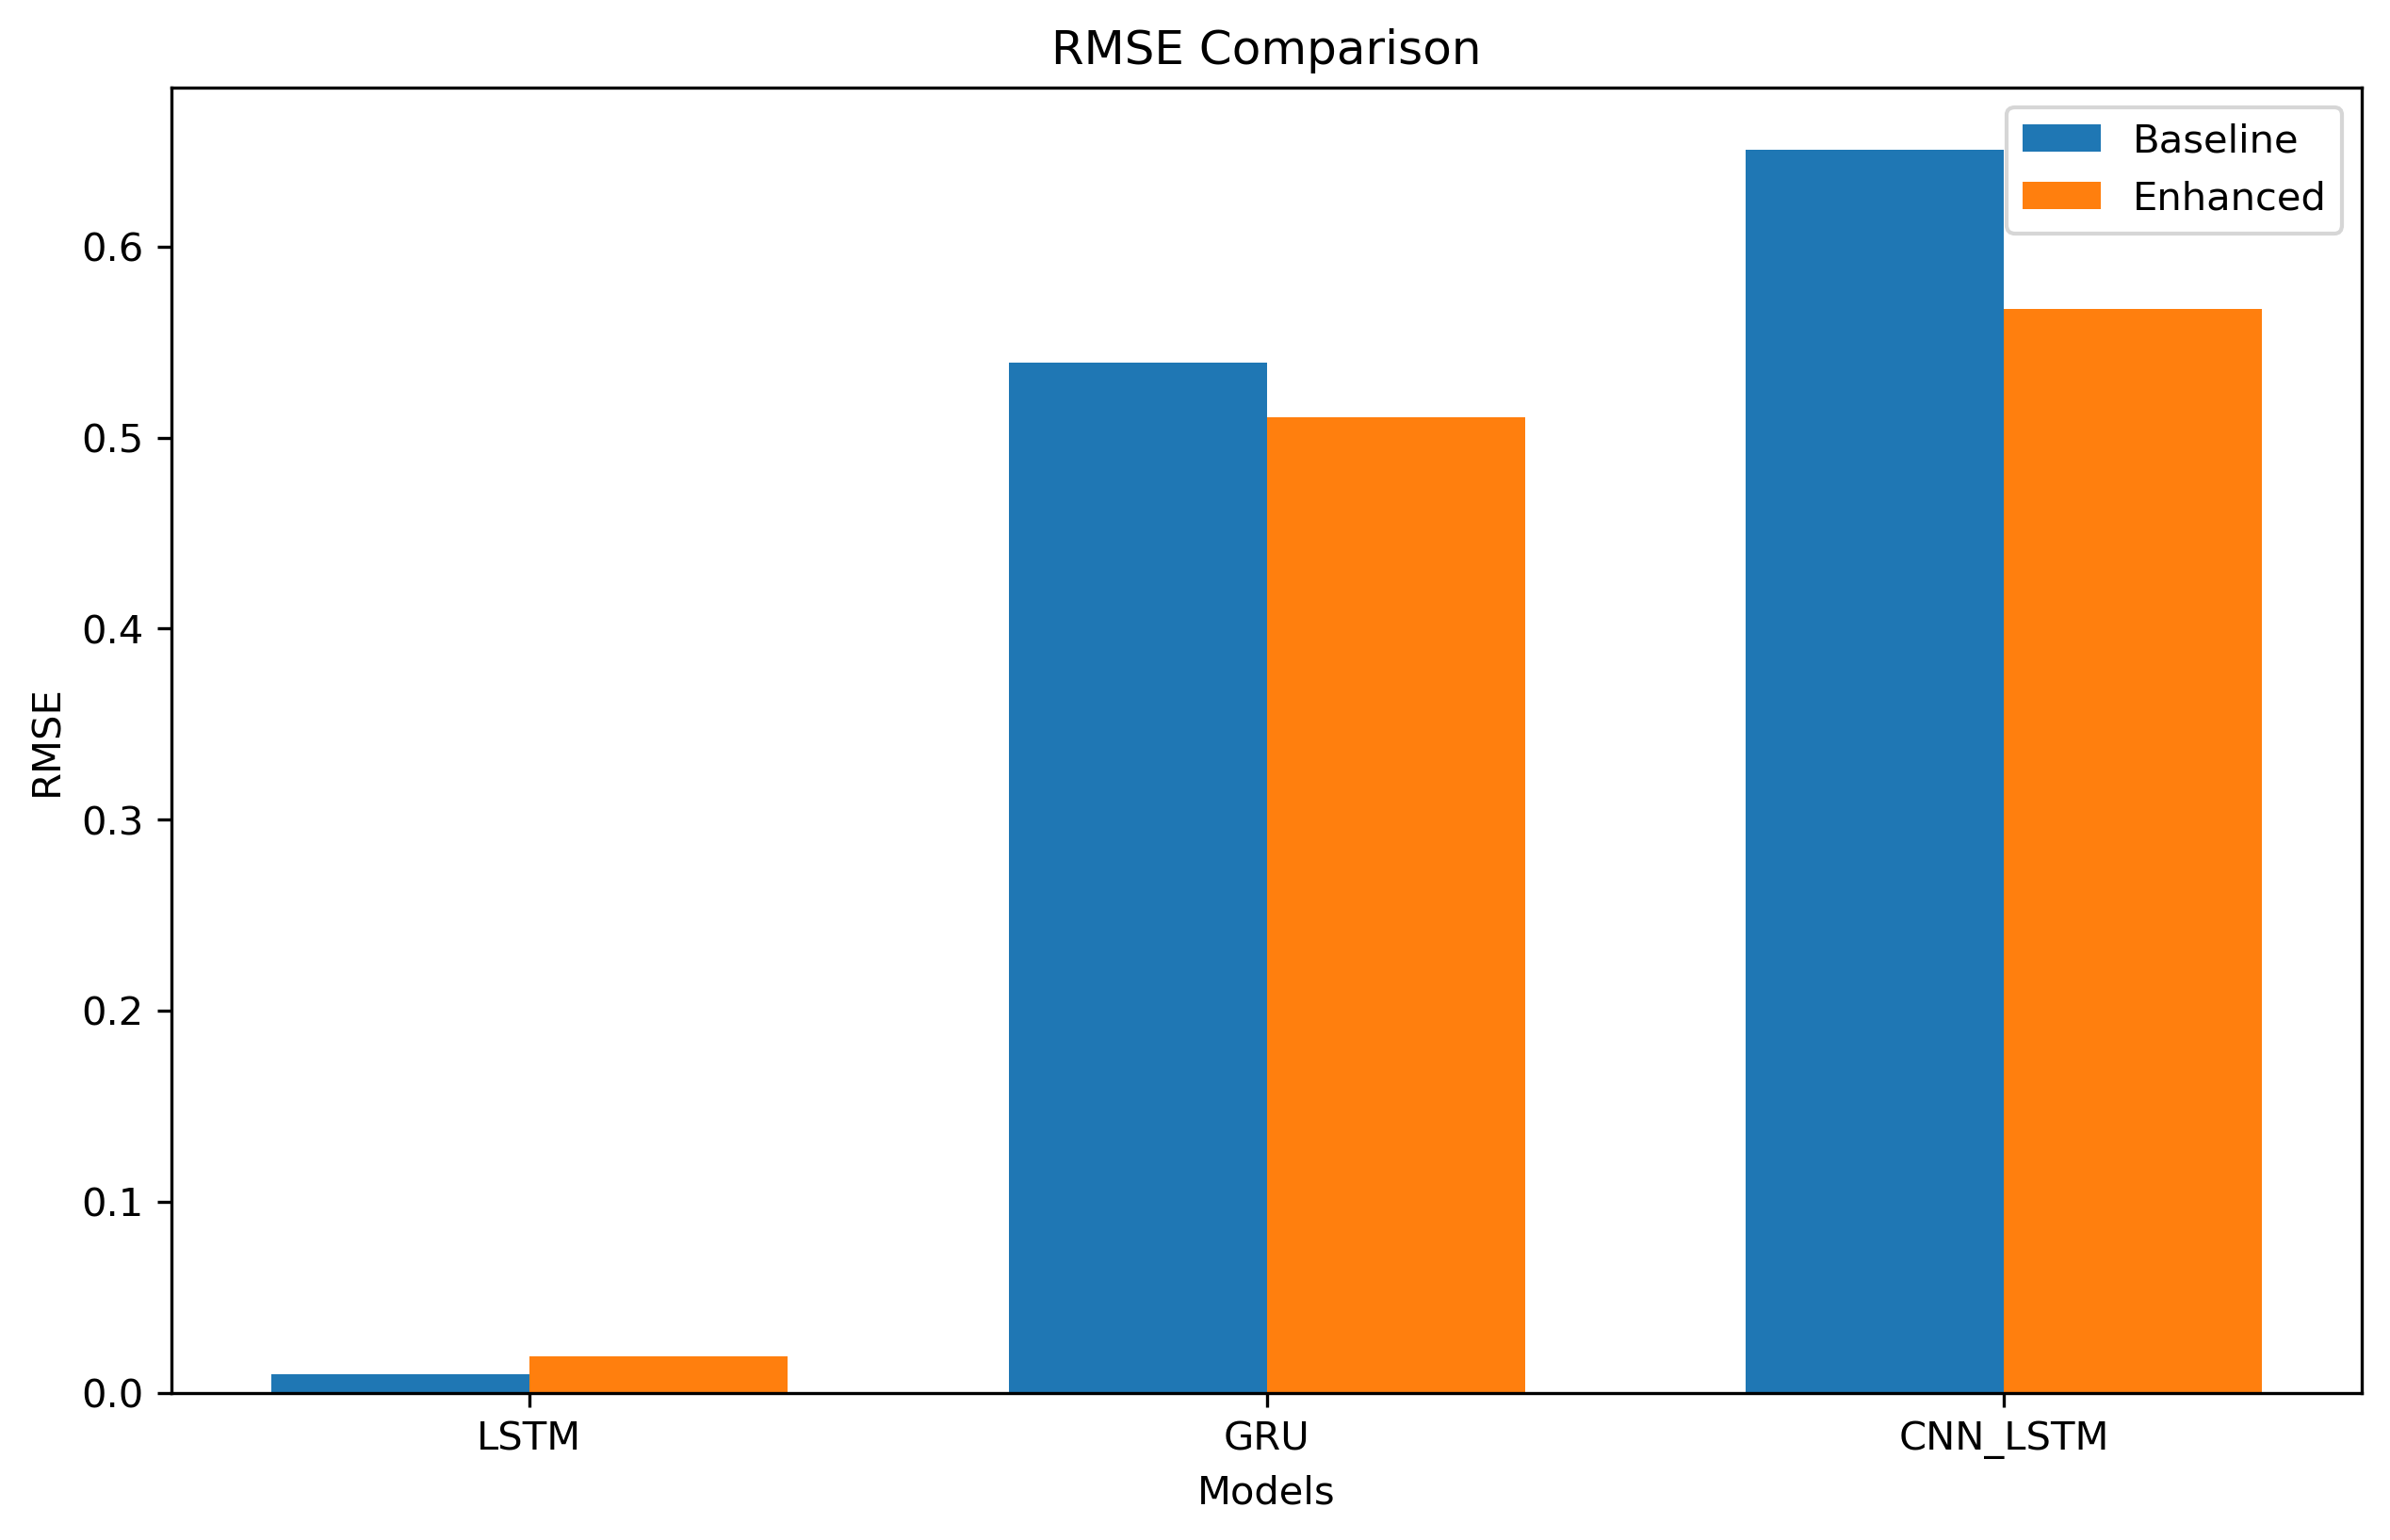 RMSE Comparison
Baseline
Enhanced
0.6
0.5
0.4
0.3
0.2
0.1
0.0
RMSE
LSTM
GRU
CNN_LSTM
Models